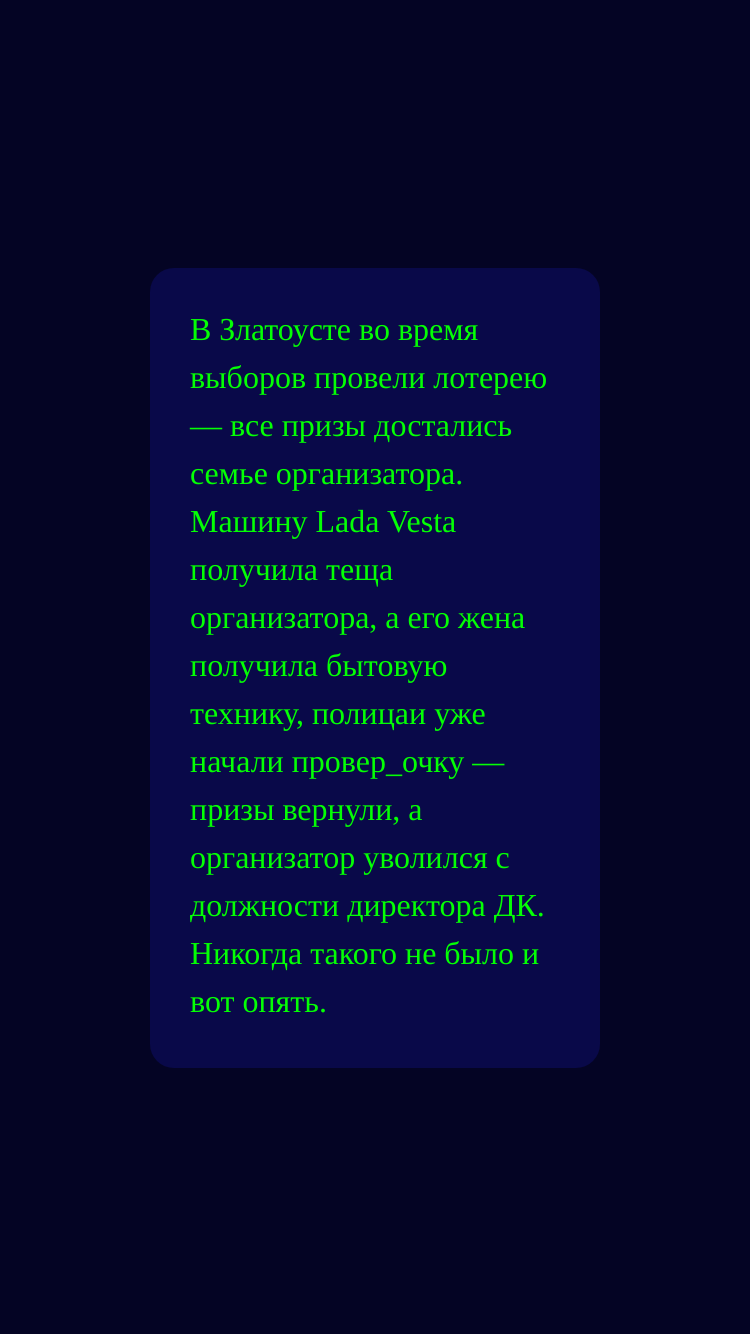 В Златоусте во время
выборов провели лотерею
— все призы достались
семье организатора.
Машину Lada Vesta
получила теща
организатора, а его жена
получила бытовую
технику, полицаи уже
начали провер_очку —
призы вернули, а
организатор уволился с
должности директора ДК.
Никогда такого не было и
вот опять.